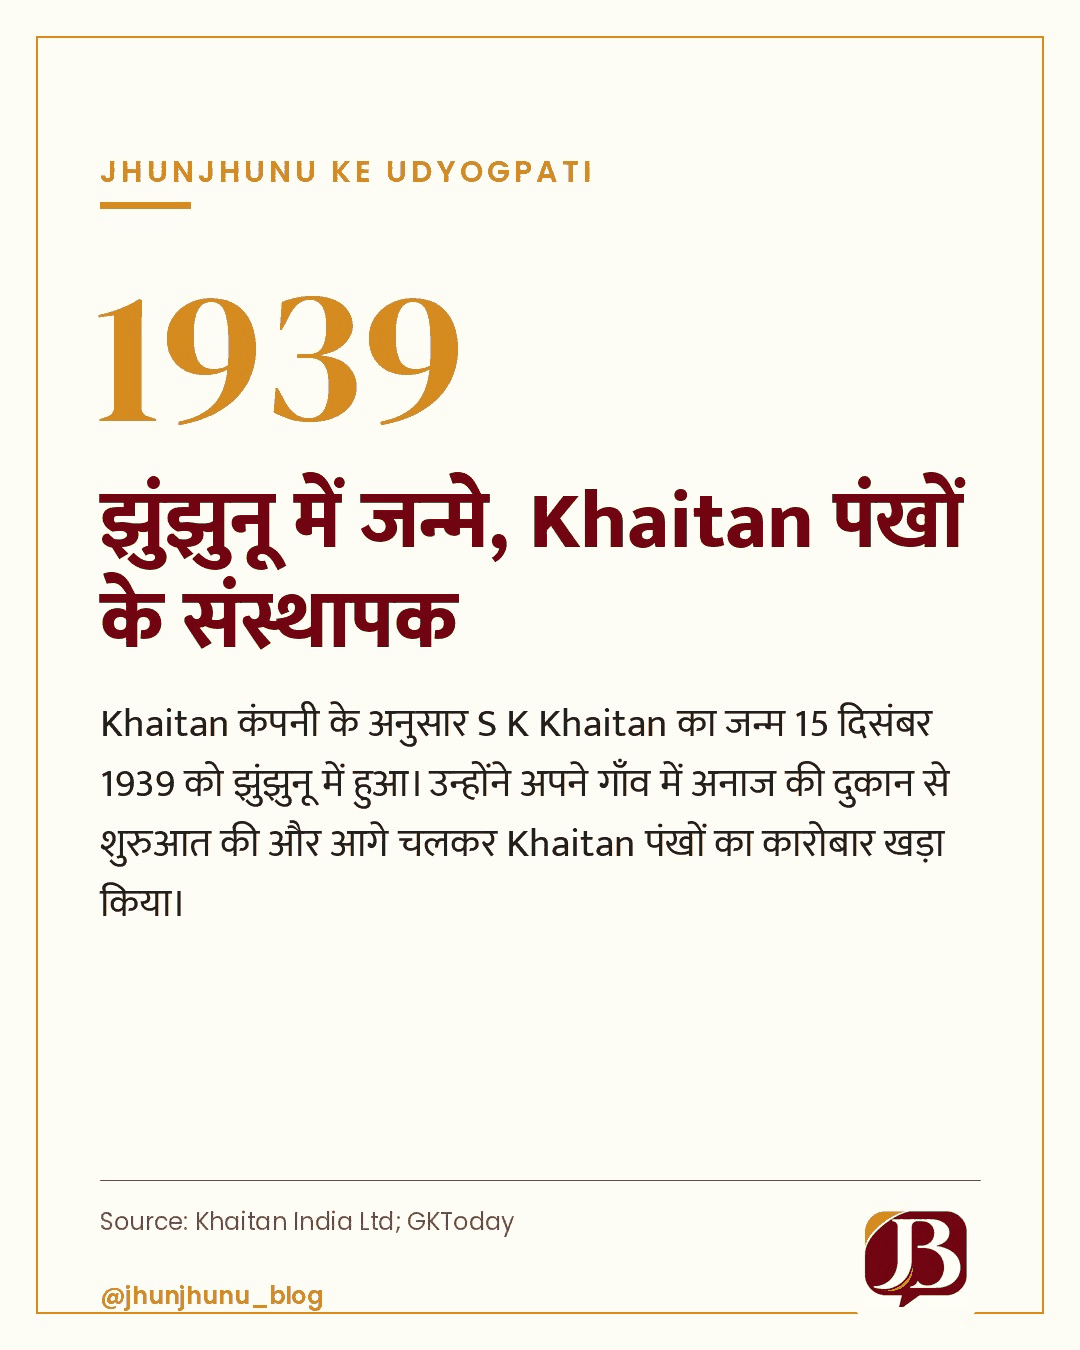 JHUNJHUNU KE UDYOGPATI
1939
झुंझुनू में जन्मे, Khaitan पंखों
के संस्थापक
Khaitan कंपनी के अनुसार S K Khaitan का जन्म 15 दिसंबर
1939 को झुंझुनू में हुआ। उन्होंने अपने गाँव में अनाज की दुकान से
शुरुआत की और आगे चलकर Khaitan पंखों का कारोबार खड़ा
किया।
Source: Khaitan India Ltd; GKToday
@jhunjhunu_blog
JB